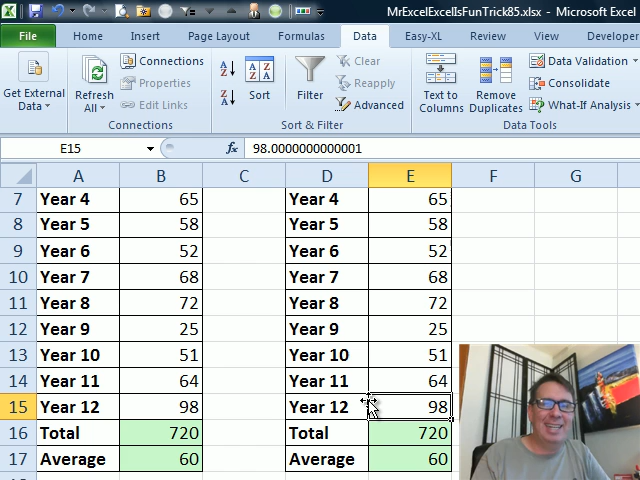 MrExcelExcelIsFunTrick85.xlsx - Microsoft Excel
File Home Insert Page Layout Formulas Data Easy-XL Review View Developer
Get External Data
Refresh All
Connections
Properties
Edit Links
Connections
A Z
Z A
Sort
Filter
Clear
Reapply
Advanced
Sort & Filter
Text to Columns
Remove Duplicates
Data Validation
Consolidate
What-If Analysis
Data Tools
E15 fx 98.0000000000001
A B C D E F G
7 Year 4 65 Year 4 65
8 Year 5 58 Year 5 58
9 Year 6 52 Year 6 52
10 Year 7 68 Year 7 68
11 Year 8 72 Year 8 72
12 Year 9 25 Year 9 25
13 Year 10 51 Year 10 51
14 Year 11 64 Year 11 64
15 Year 12 98 Year 12 98
16 Total 720 Total 720
17 Average 60 Average 60